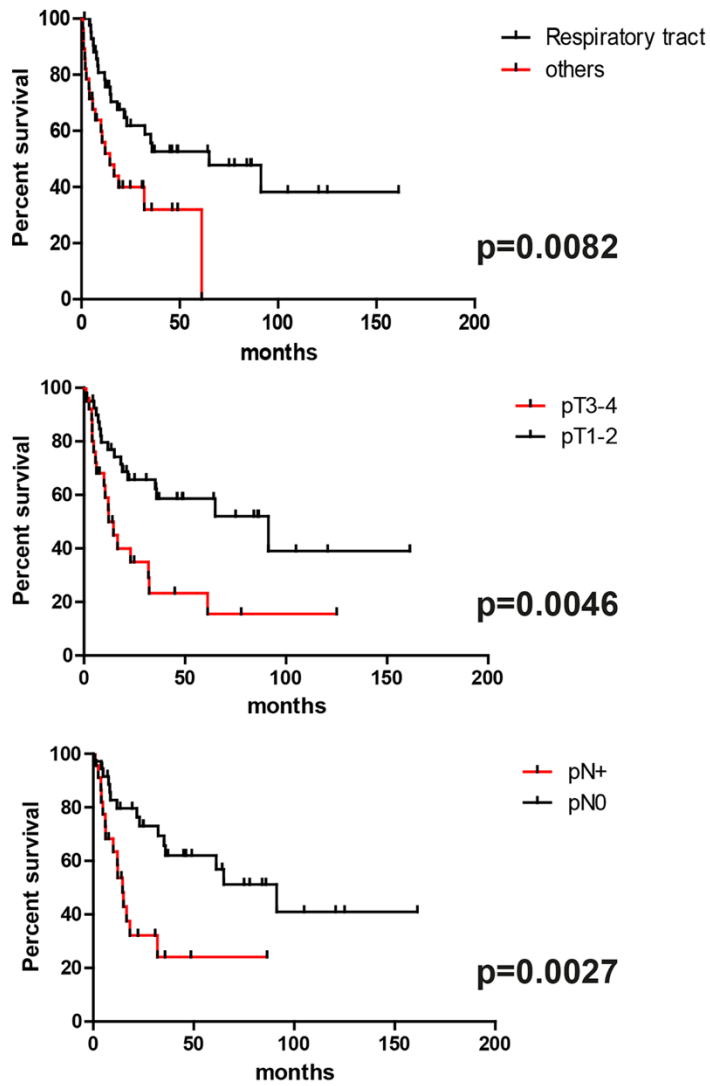 Percent survival
100
80
60
40
20
0
0 50 100 150 200
months
Respiratory tract
others
p=0.0082
Percent survival
100
80
60
40
20
0
0 50 100 150 200
months
pT3-4
pT1-2
p=0.0046
Percent survival
100
80
60
40
20
0
0 50 100 150 200
months
pN+
pN0
p=0.0027